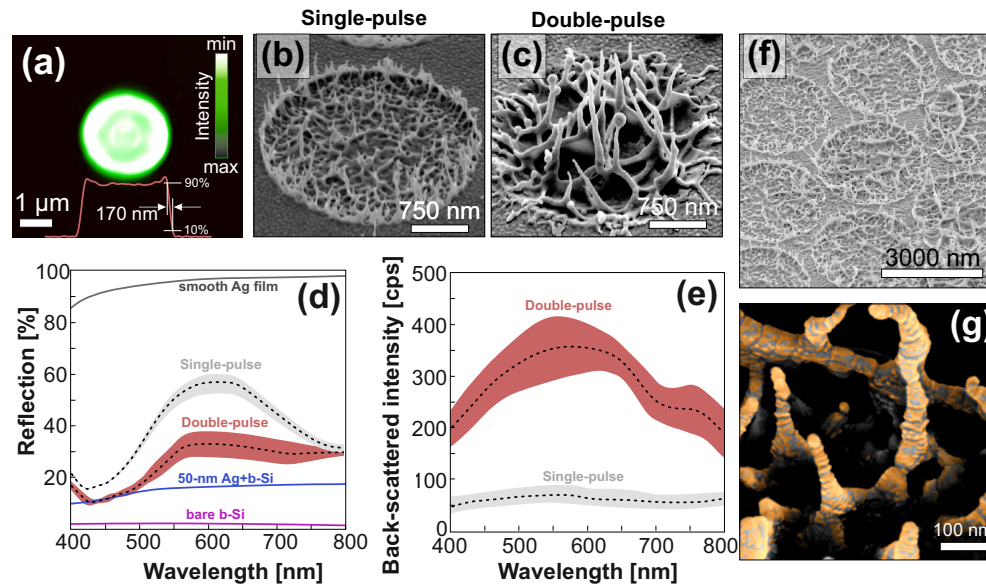 Single-pulse
Double-pulse
(a)
min
Intensity
max
90%
170 nm
10%
1 μm
(b)
750 nm
(c)
750 nm
(f)
3000 nm
(d)
Reflection [%]
100
80
60
40
20
smooth Ag film
Single-pulse
Double-pulse
50-nm Ag+b-Si
bare b-Si
400
500
600
700
800
Wavelength [nm]
(e)
Back-scattered intensity [cps]
500
400
300
200
100
0
Double-pulse
Single-pulse
400
500
600
700
800
Wavelength [nm]
(g)
100 nm